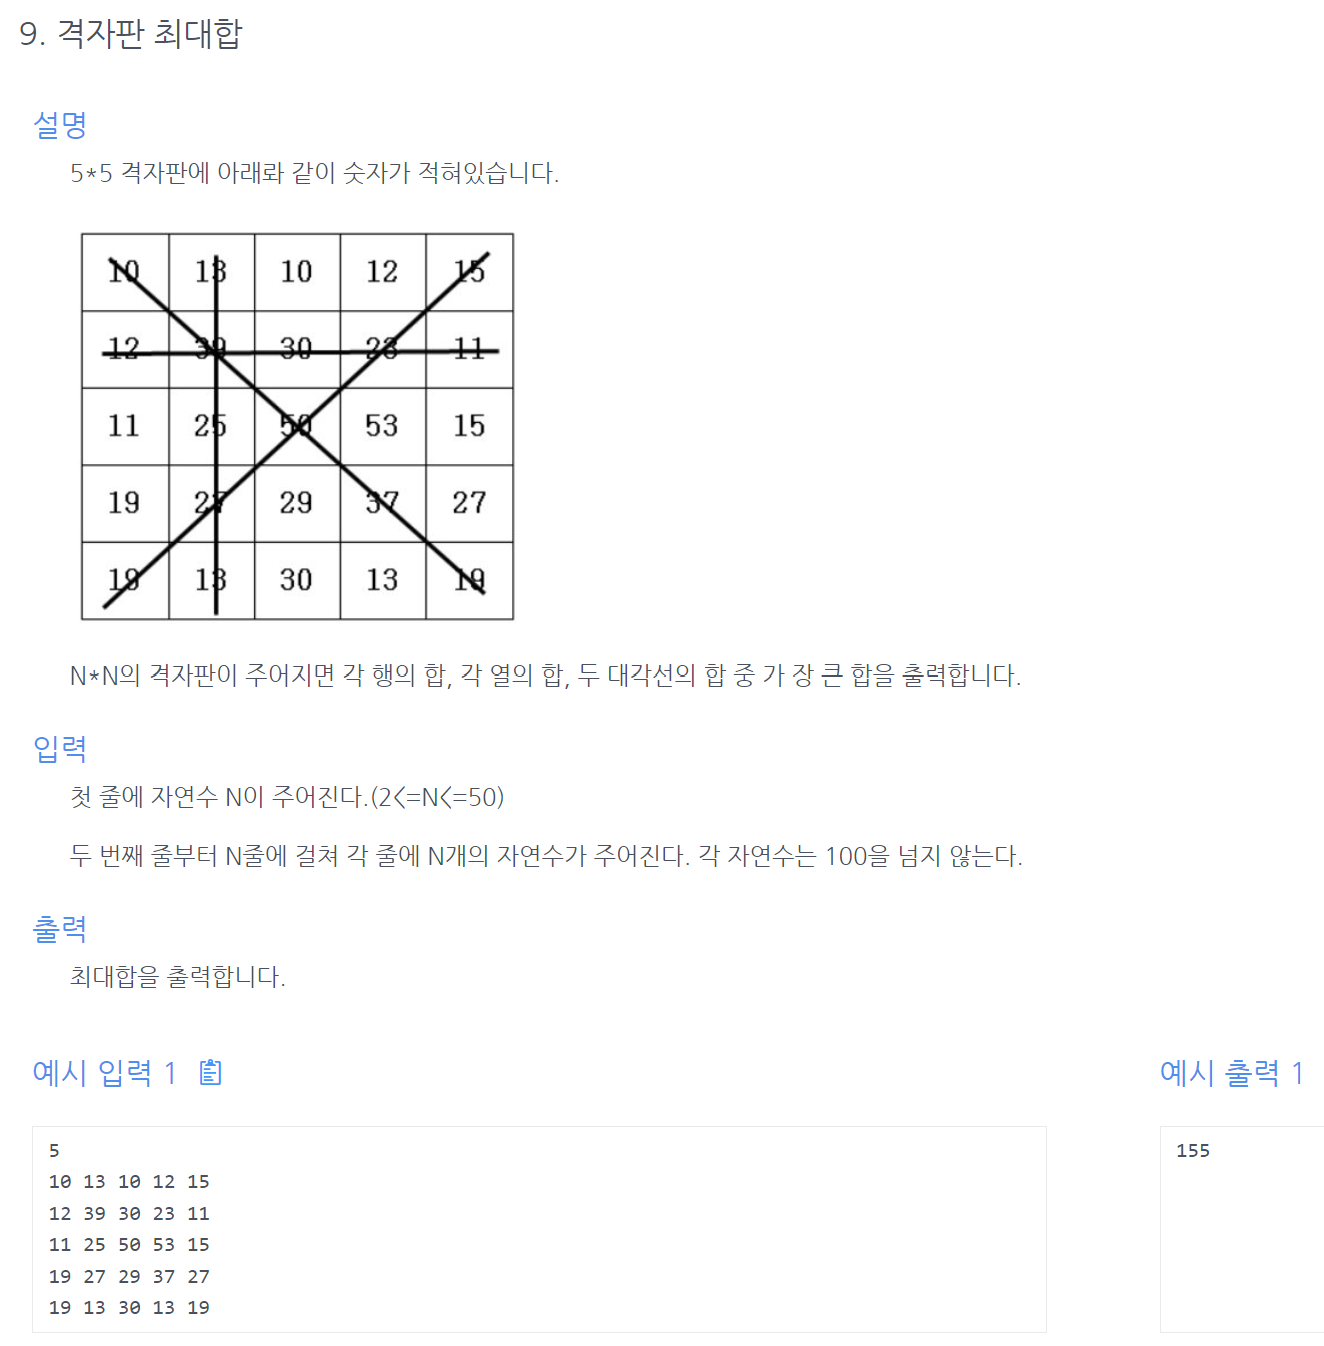 9. 격자판 최대합
설명
5*5 격자판에 아래롸 같이 숫자가 적혀있습니다.
10 13 10 12 15
12 39 30 23 11
11 25 50 53 15
19 27 29 37 27
19 13 30 13 19
N*N의 격자판이 주어지면 각 행의 합, 각 열의 합, 두 대각선의 합 중 가 장 큰 합을 출력합니다.
입력
첫 줄에 자연수 N이 주어진다.(2<=N<=50)
두 번째 줄부터 N줄에 걸쳐 각 줄에 N개의 자연수가 주어진다. 각 자연수는 100을 넘지 않는다.
출력
최대합을 출력합니다.
예시 입력 1
예시 출력 1
5
10 13 10 12 15
12 39 30 23 11
11 25 50 53 15
19 27 29 37 27
19 13 30 13 19
155